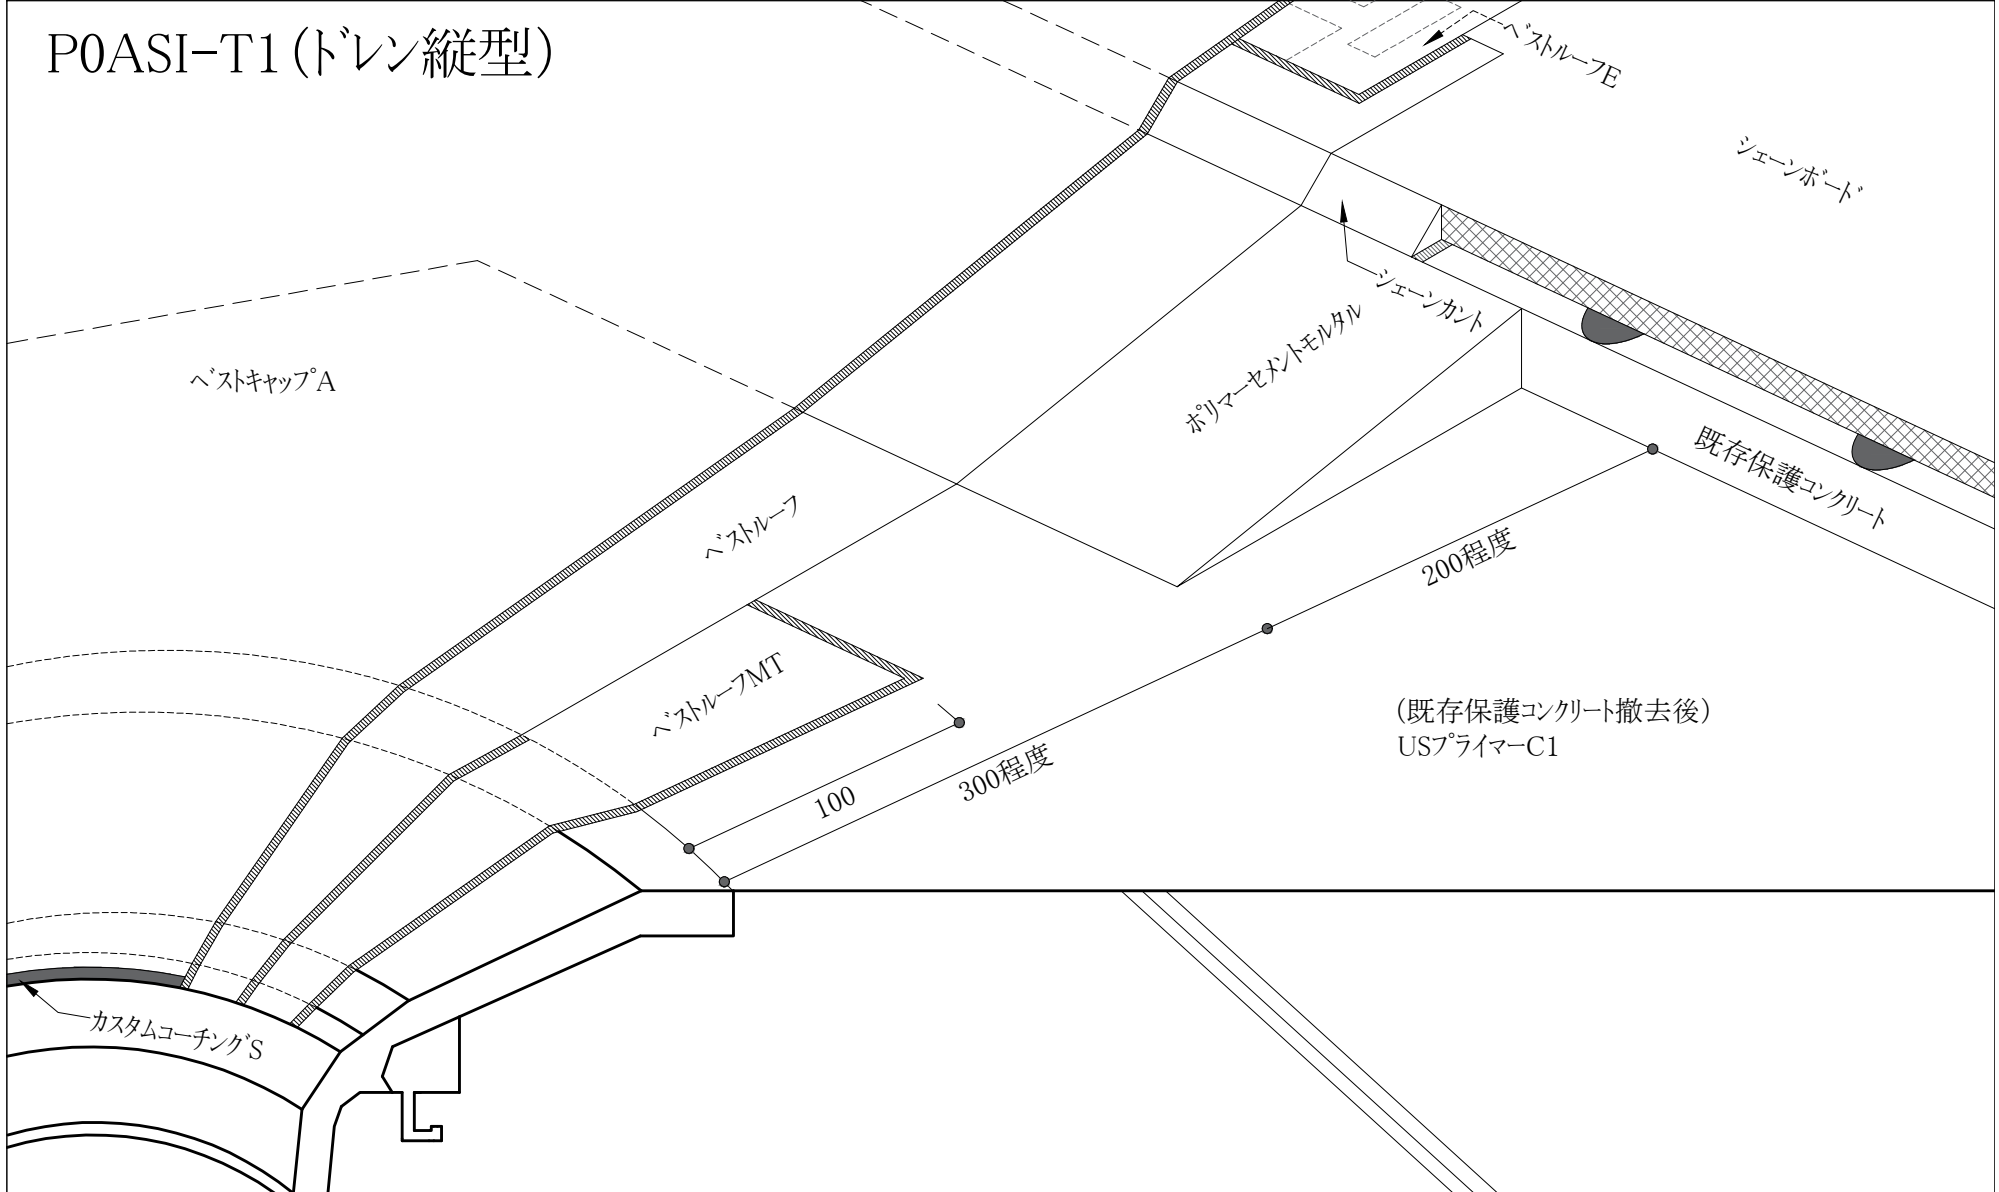 P0ASI-T1(ドレン縦型)
ベストルーフE
シェーンボード
シェーンカント
ポリマーセメントモルタル
ベストキャップA
既存保護コンクリート
ベストルーフ
200程度
ベストルーフMT
(既存保護コンクリート撤去後)
USプライマーC1
300程度
100
カスタムコーチングS